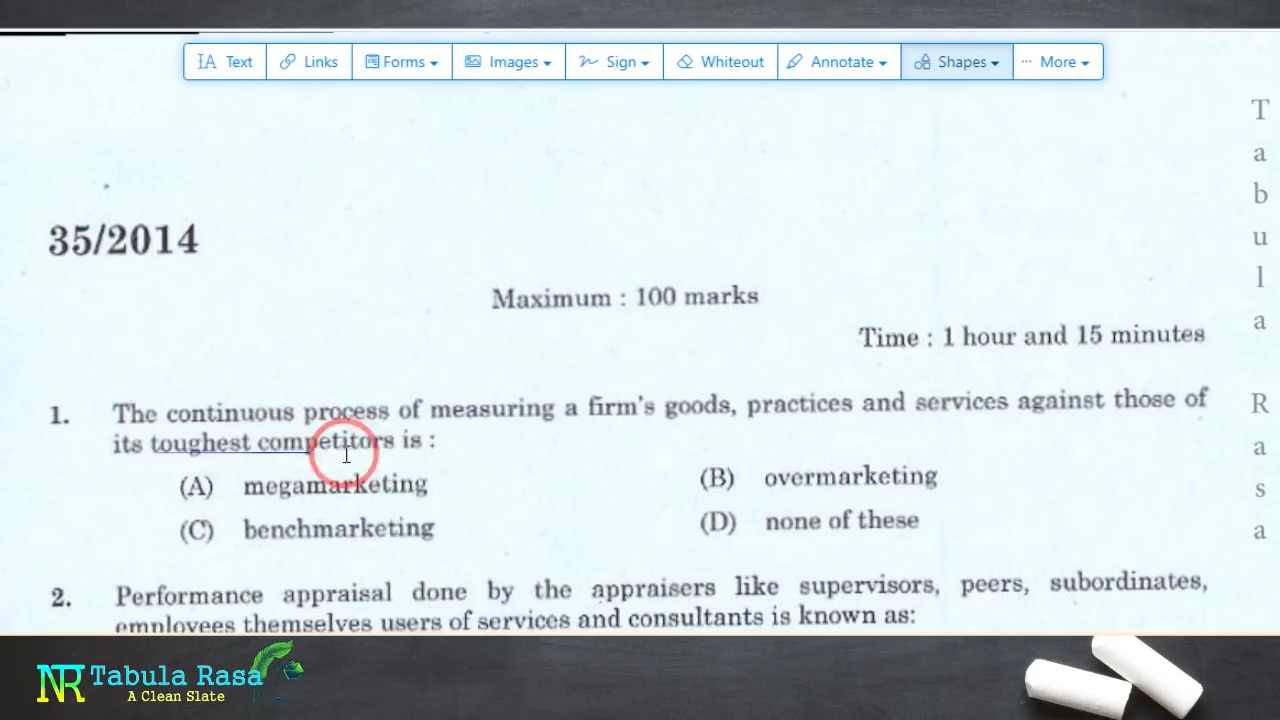 Text Links Forms Images Sign Whiteout Annotate Shapes More
35/2014
Maximum : 100 marks
Time : 1 hour and 15 minutes
1. The continuous process of measuring a firm's goods, practices and services against those of
its toughest competitors is :
(A) megamarketing (B) overmarketing
(C) benchmarketing (D) none of these
2. Performance appraisal done by the appraisers like supervisors, peers, subordinates,
employees themselves users of services and consultants is known as:
Tabula Rasa
NR Tabula Rasa
A Clean Slate